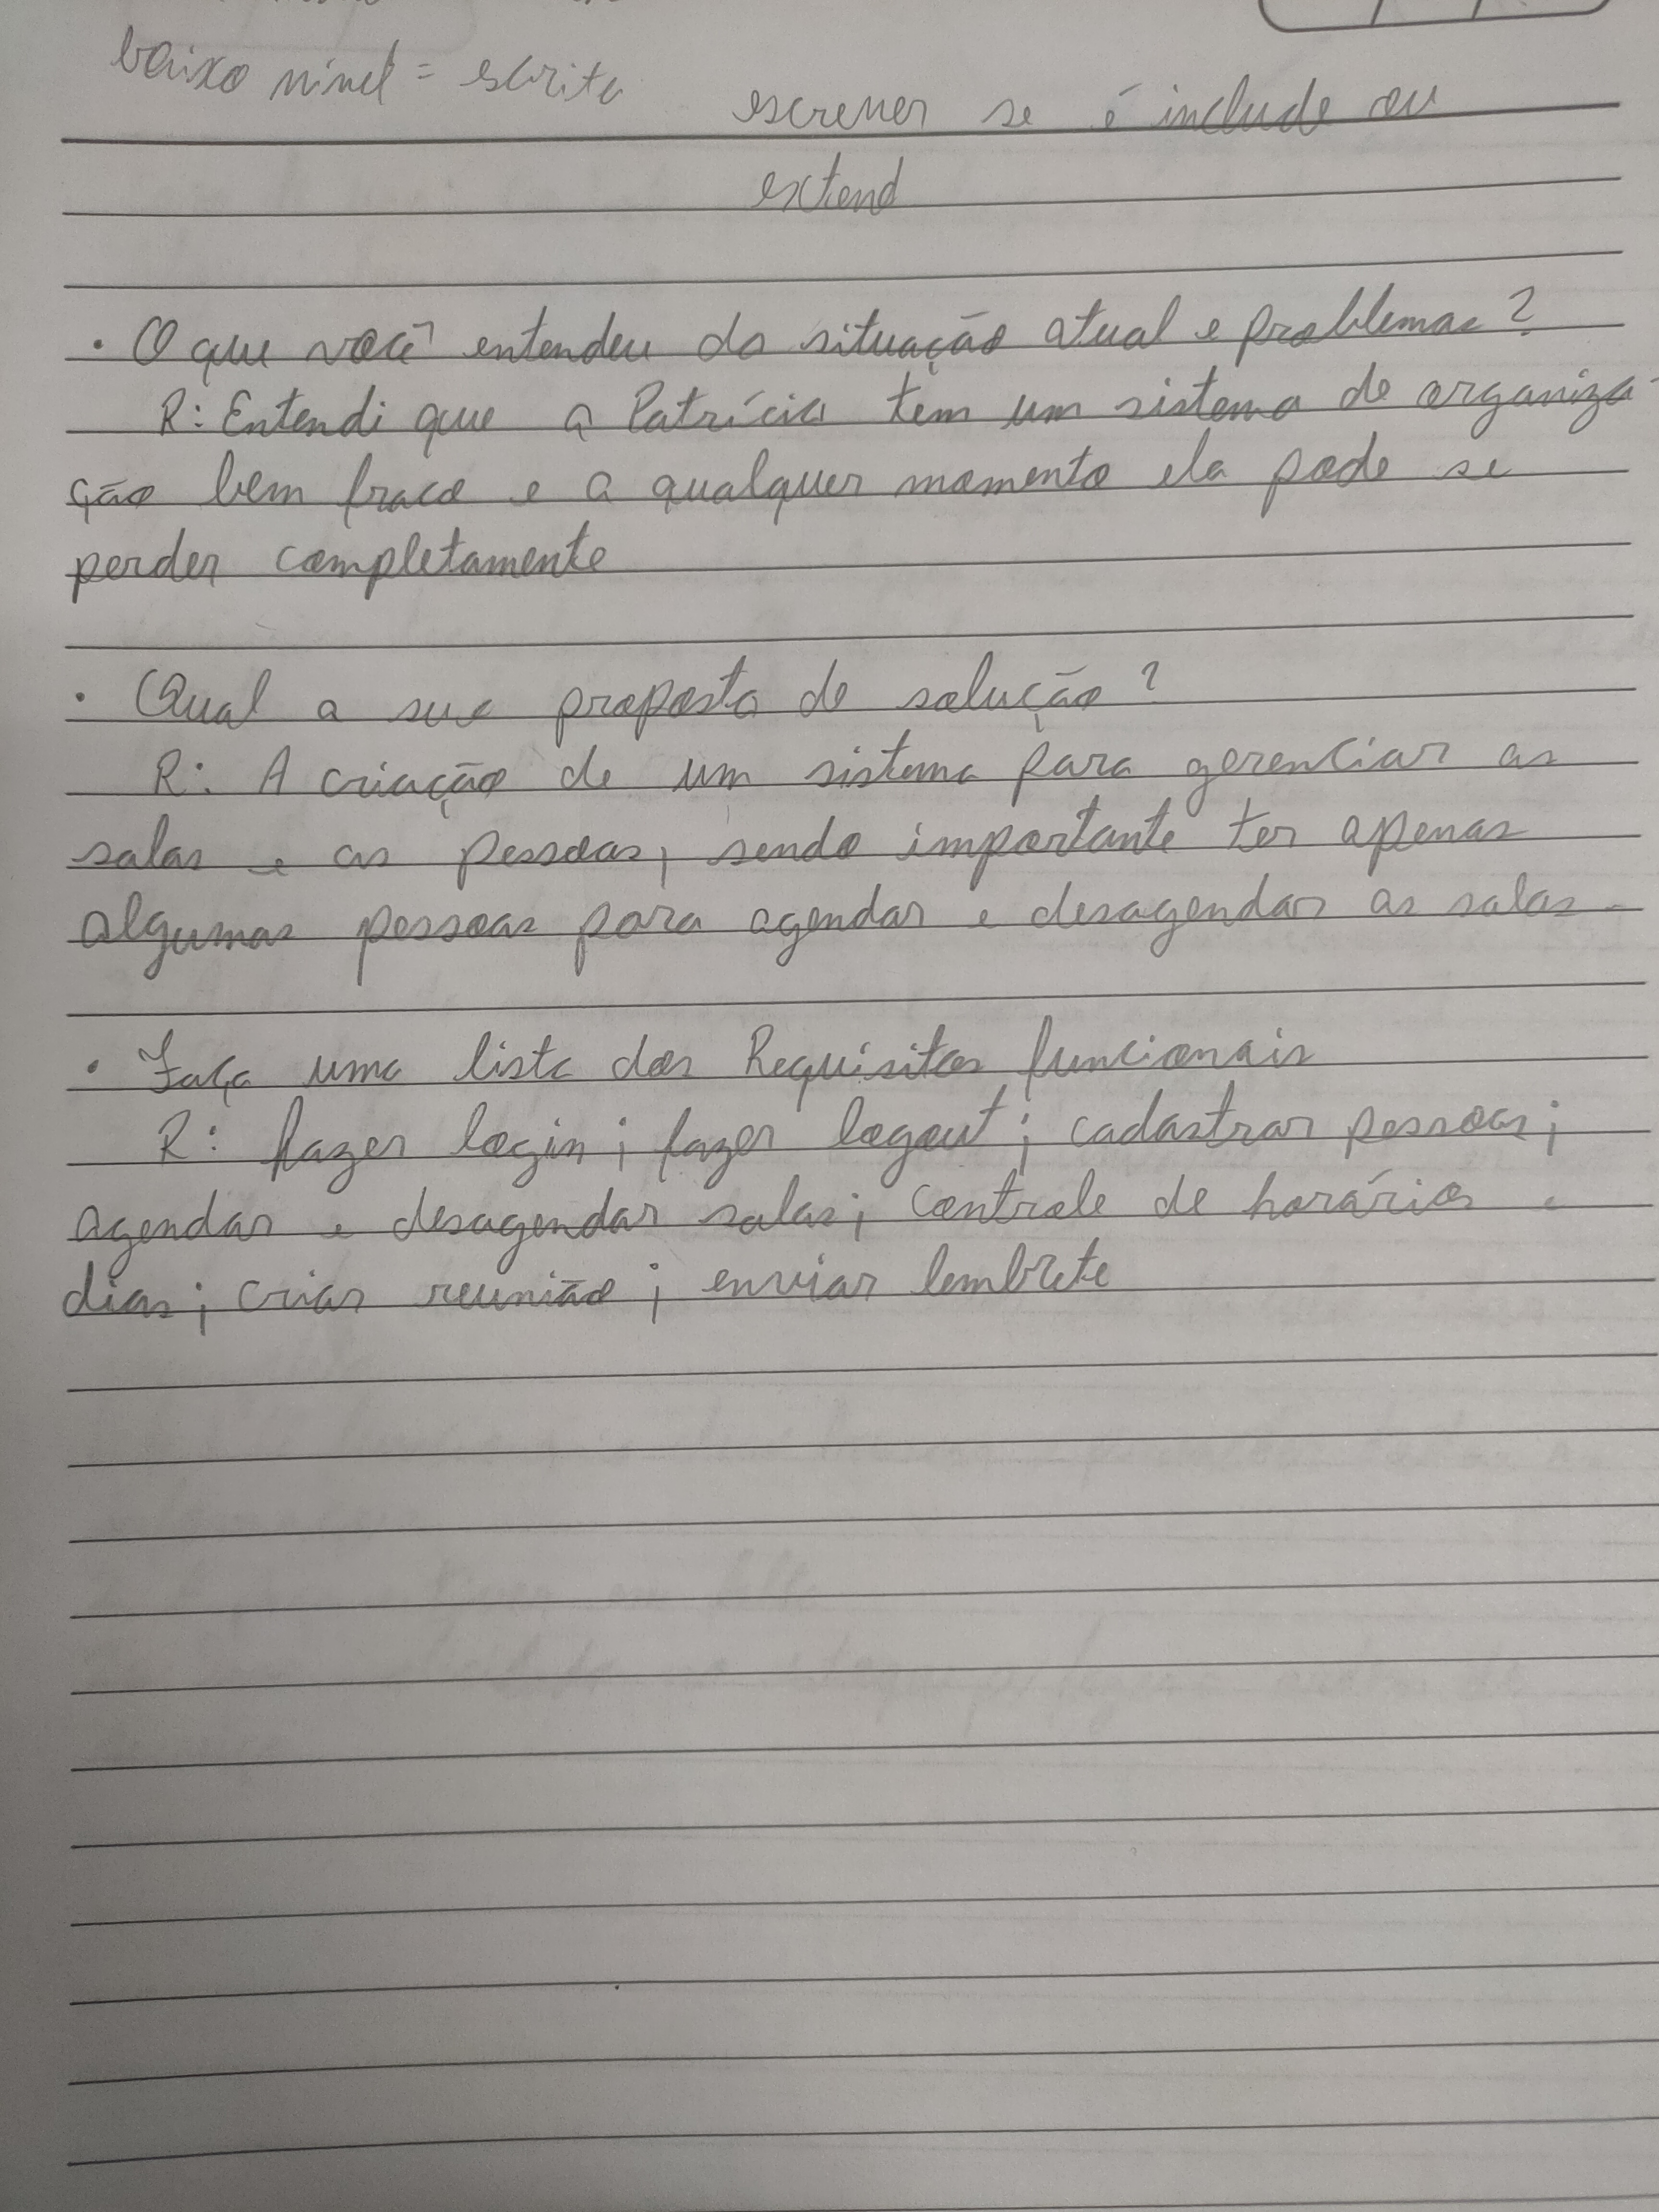 baixo nível = escrita
escrever se é include ou
extend
• O que você entendeu da situação atual e problemas?
R: Entendi que a Patrícia tem um sistema de organiza
ção bem fraco e a qualquer momento ela pode se
perder completamente
• Qual a sua proposta de solução?
R: A criação de um sistema para gerenciar as
salas e as pessoas, sendo importante ter apenas
algumas pessoas para agendar e desagendar as salas.
• Faça uma lista dos Requisitos funcionais
R: fazer login; fazer logout; cadastrar pessoas;
agendar e desagendar salas; controle de horários e
dias; criar reunião; enviar lembrete